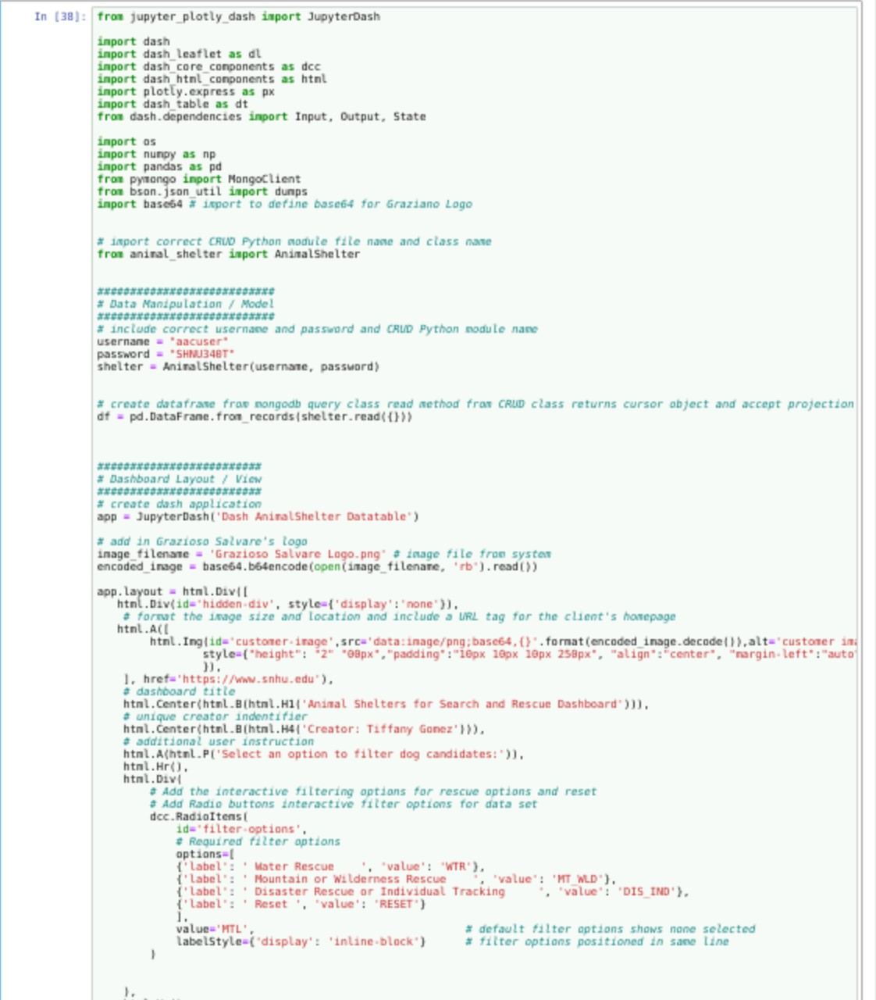 In [38]:
from jupyter_plotly_dash import JupyterDash
import dash
import dash_leaflet as dl
import dash_core_components as dcc
import dash_html_components as html
import plotly.express as px
import dash_table as dt
from dash.dependencies import Input, Output, State
import os
import numpy as np
import pandas as pd
from pymongo import MongoClient
from bson.json_util import dumps
import base64 # import to define base64 for Graziano Logo
# import correct CRUD Python module file name and class name
from animal_shelter import AnimalShelter
###########################
# Data Manipulation / Model
###########################
# include correct username and password and CRUD Python module name
username = "aacuser"
password = "SHNU340T"
shelter = AnimalShelter(username, password)
# create dataframe from mongodb query class read method from CRUD class returns cursor object and accept projection
df = pd.DataFrame.from_records(shelter.read({}))
#########################
# Dashboard Layout / View
#########################
# create dash application
app = JupyterDash('Dash AnimalShelter Datatable')
# add in Grazioso Salvare's logo
image_filename = 'Grazioso Salvare Logo.png' # image file from system
encoded_image = base64.b64encode(open(image_filename, 'rb').read())
app.layout = html.Div([
html.Div(id='hidden-div', style={'display':'none'}),
# format the image size and location and include a URL tag for the client's homepage
html.A([
html.Img(id='customer-image',src='data:image/png;base64,{}'.format(encoded_image.decode()),alt='customer ima
style={"height": "2" "00px","padding":"10px 10px 10px 250px", "align":"center", "margin-left":"auto"
}),
], href='https://www.snhu.edu'),
# dashboard title
html.Center(html.B(html.H1('Animal Shelters for Search and Rescue Dashboard'))),
# unique creator indentifier
html.Center(html.B(html.H4('Creator: Tiffany Gomez'))),
# additional user instruction
html.A(html.P('Select an option to filter dog candidates:')),
html.Hr(),
html.Div(
# Add the interactive filtering options for rescue options and reset
# Add Radio buttons interactive filter options for data set
dcc.RadioItems(
id='filter-options',
# Required filter options
options=[
{'label': ' Water Rescue    ', 'value': 'WTR'},
{'label': ' Mountain or Wilderness Rescue    ', 'value': 'MT_WLD'},
{'label': ' Disaster Rescue or Individual Tracking     ', 'value': 'DIS_IND'},
{'label': ' Reset ', 'value': 'RESET'}
],
value='MTL', # default filter options shows none selected
labelStyle={'display': 'inline-block'} # filter options positioned in same line
)
),